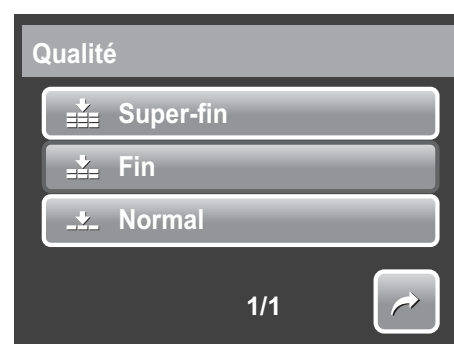 Qualité
Super-fin
Fin
Normal
1/1